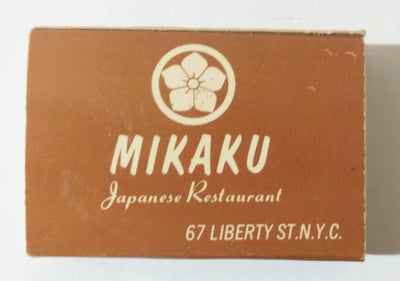 MIKAKU
Japanese Restaurant
67 LIBERTY ST.N.Y.C.